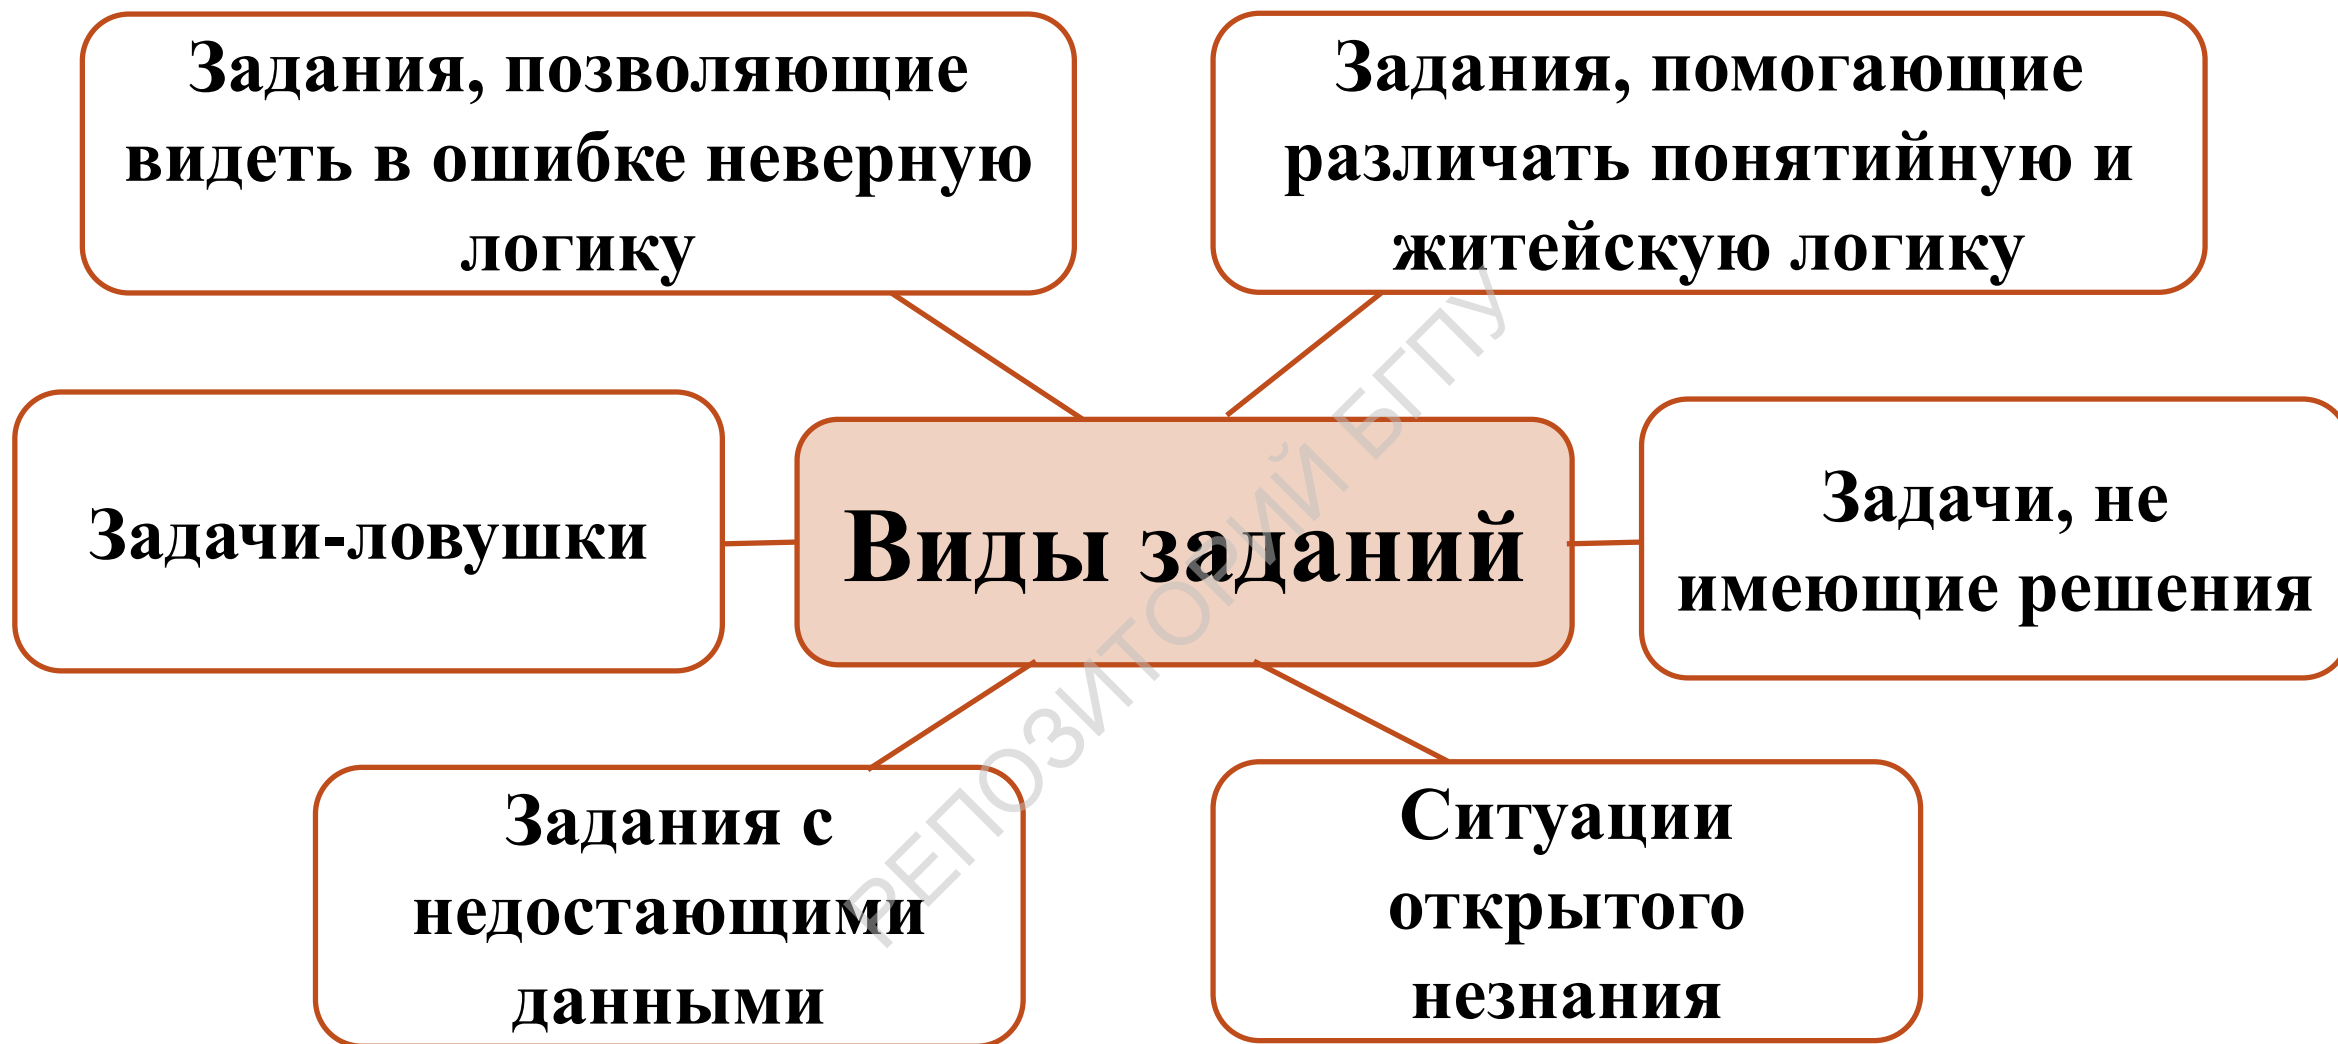 Задания, позволяющие
видеть в ошибке неверную
логику
Задания, помогающие
различать понятийную и
житейскую логику
Задачи-ловушки
Виды заданий
Задачи, не
имеющие решения
Задания с
недостающими
данными
Ситуации
открытого
незнания
РЕПОЗИТОРИЙ БГПУ